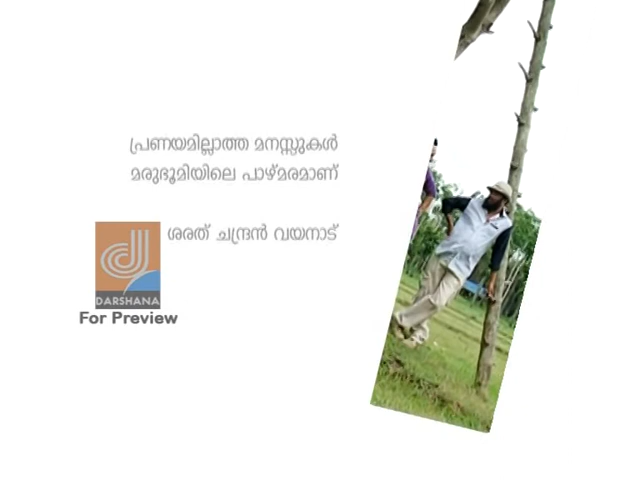 പ്രണയമില്ലാത്ത മനസ്സുകൾ
മരുഭൂമിയിലെ പാഴ്മരമാണ്
ശരത് ചന്ദ്രൻ വയനാട്
DARSHANA
For Preview